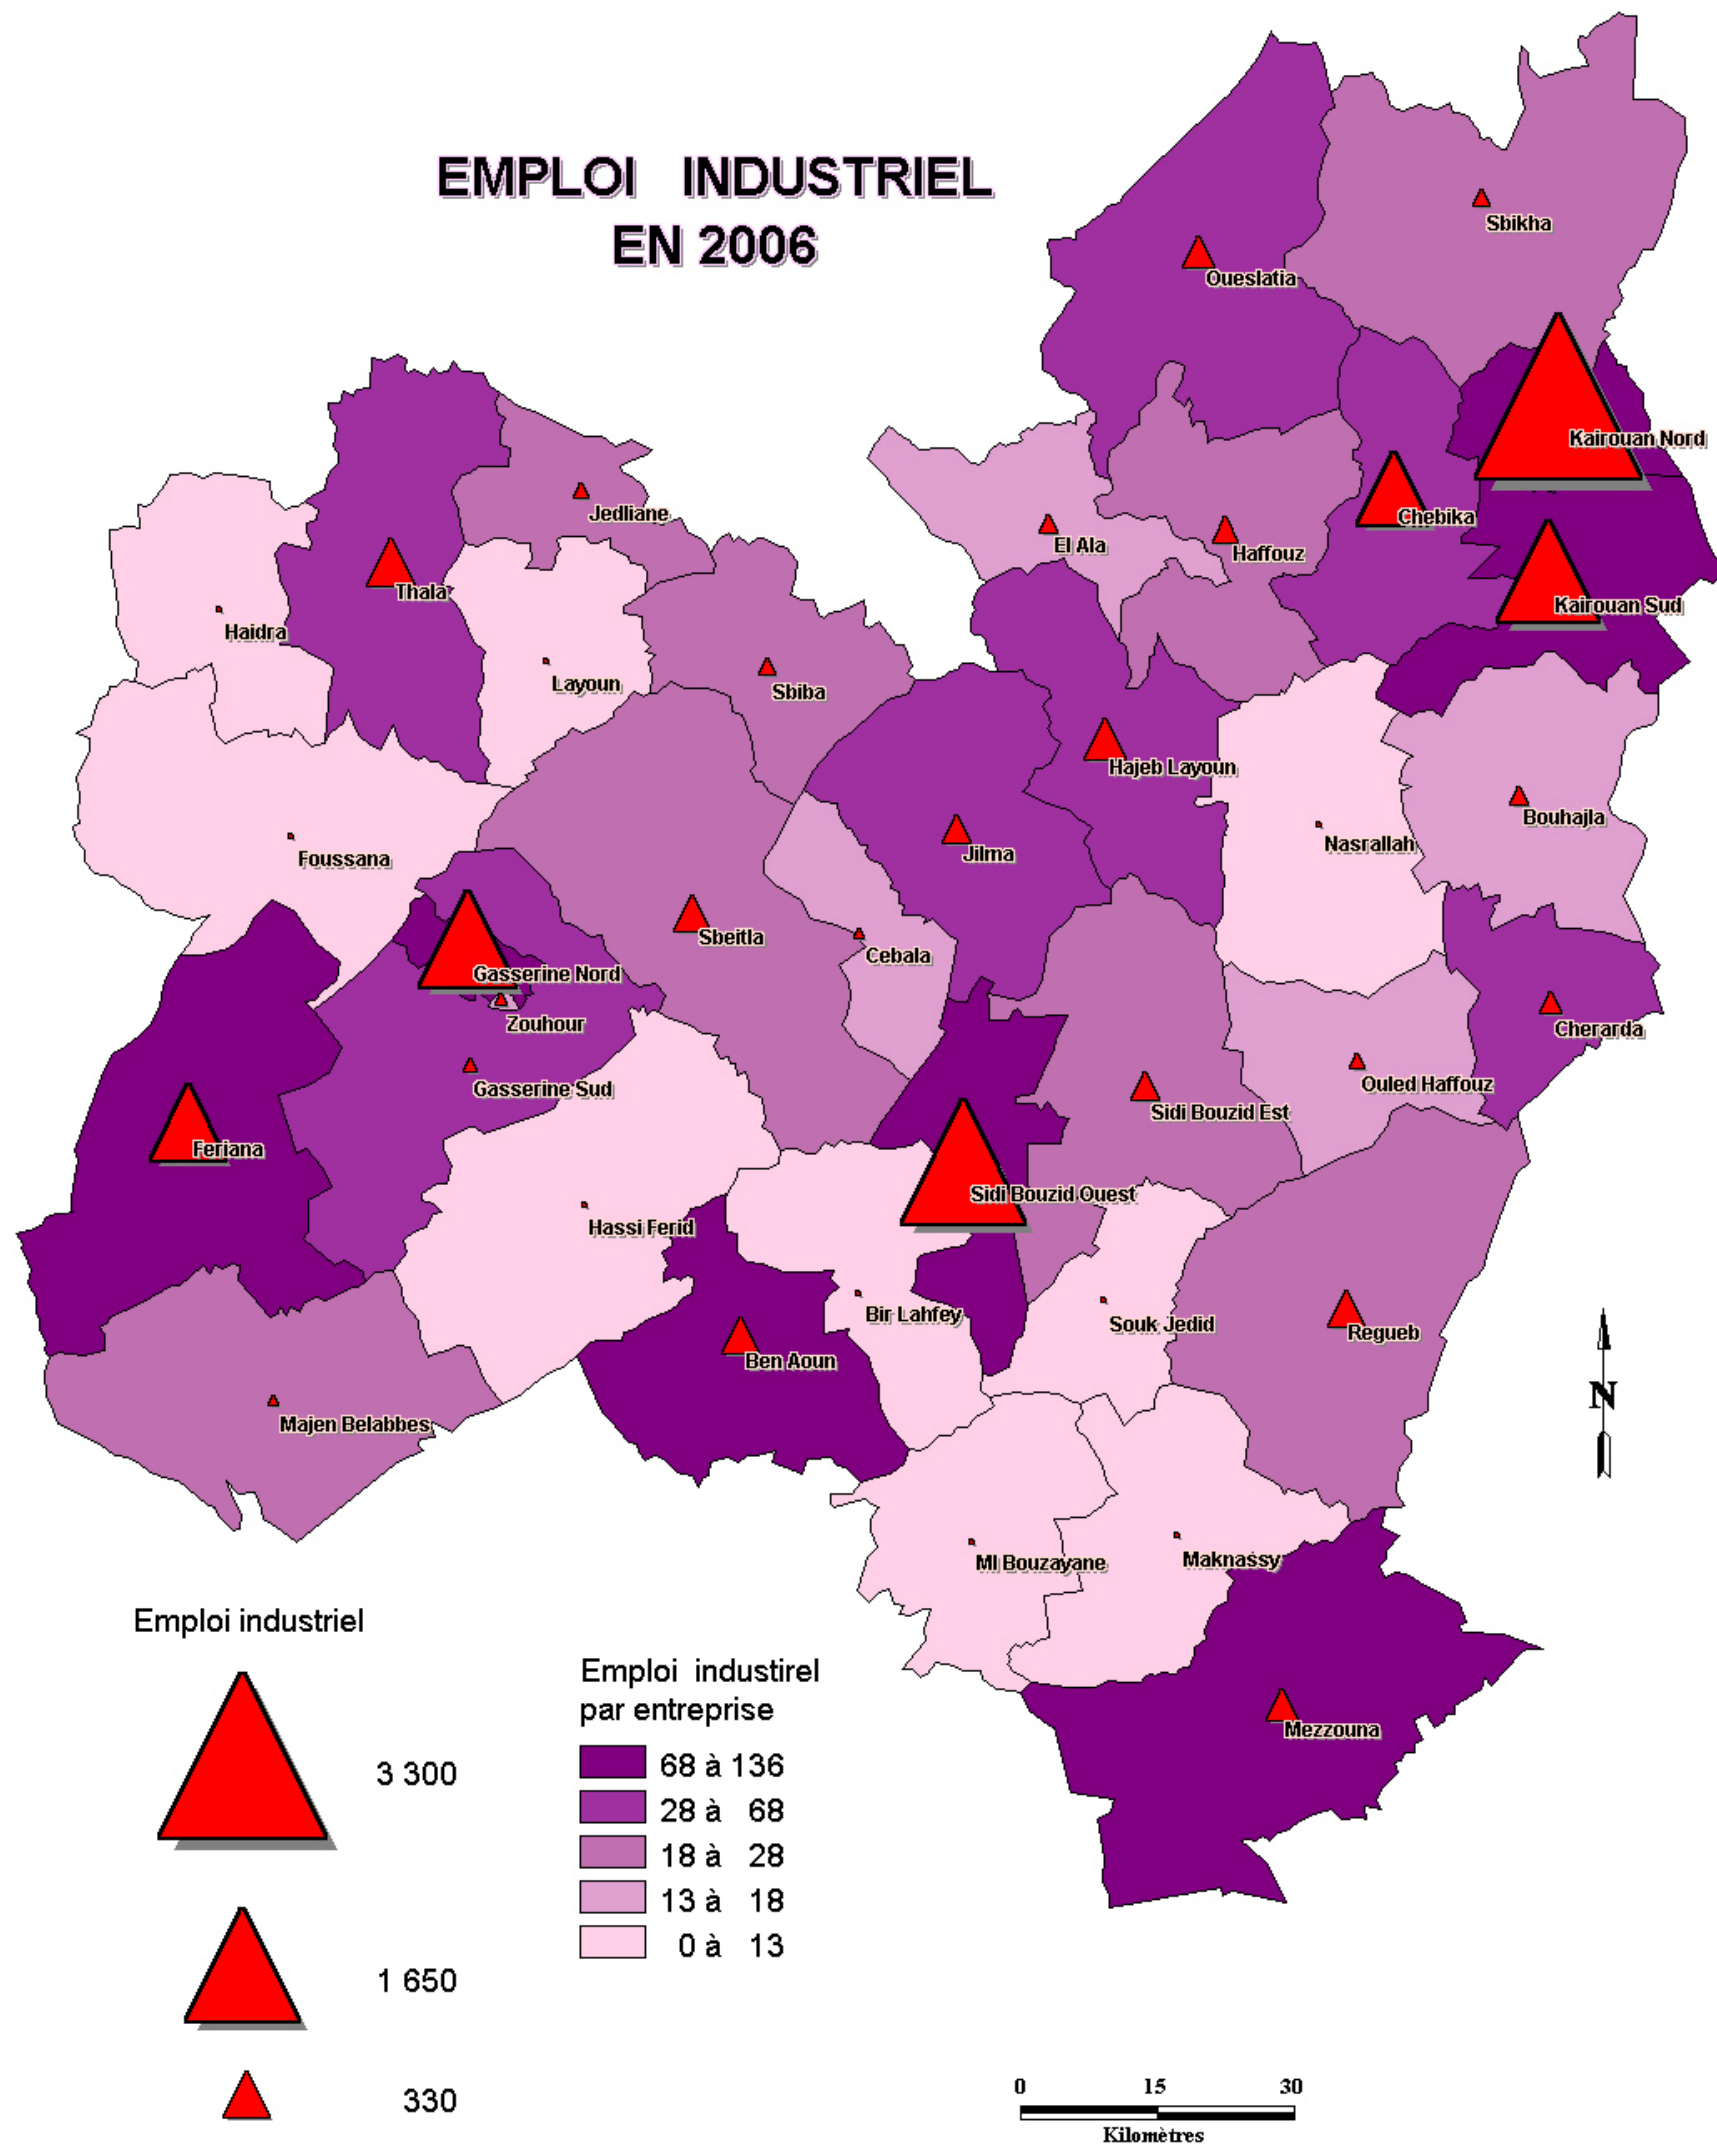 EMPLOI INDUSTRIEL
EN 2006
Sbikha
Oueslatia
Kairouan Nord
Chebika
Jedliane
El Ala
Haffouz
Thala
Kairouan Sud
Haidra
Layoun
Sbiba
Hajeb Layoun
Bouhajla
Nasrallah
Jilma
Foussana
Sbeitla
Cebala
Gasserine Nord
Zouhour
Cherarda
Gasserine Sud
Ouled Haffouz
Sidi Bouzid Est
Feriana
Sidi Bouzid Ouest
Hassi Ferid
Bir Lahfey
Souk Jedid
Regueb
Ben Aoun
N
Majen Belabbes
Ml Bouzayane
Maknassy
Mezzouna
Emploi industriel
3 300
1 650
330
Emploi industirel
par entreprise
68 à 136
28 à 68
18 à 28
13 à 18
0 à 13
0 15 30
Kilomètres